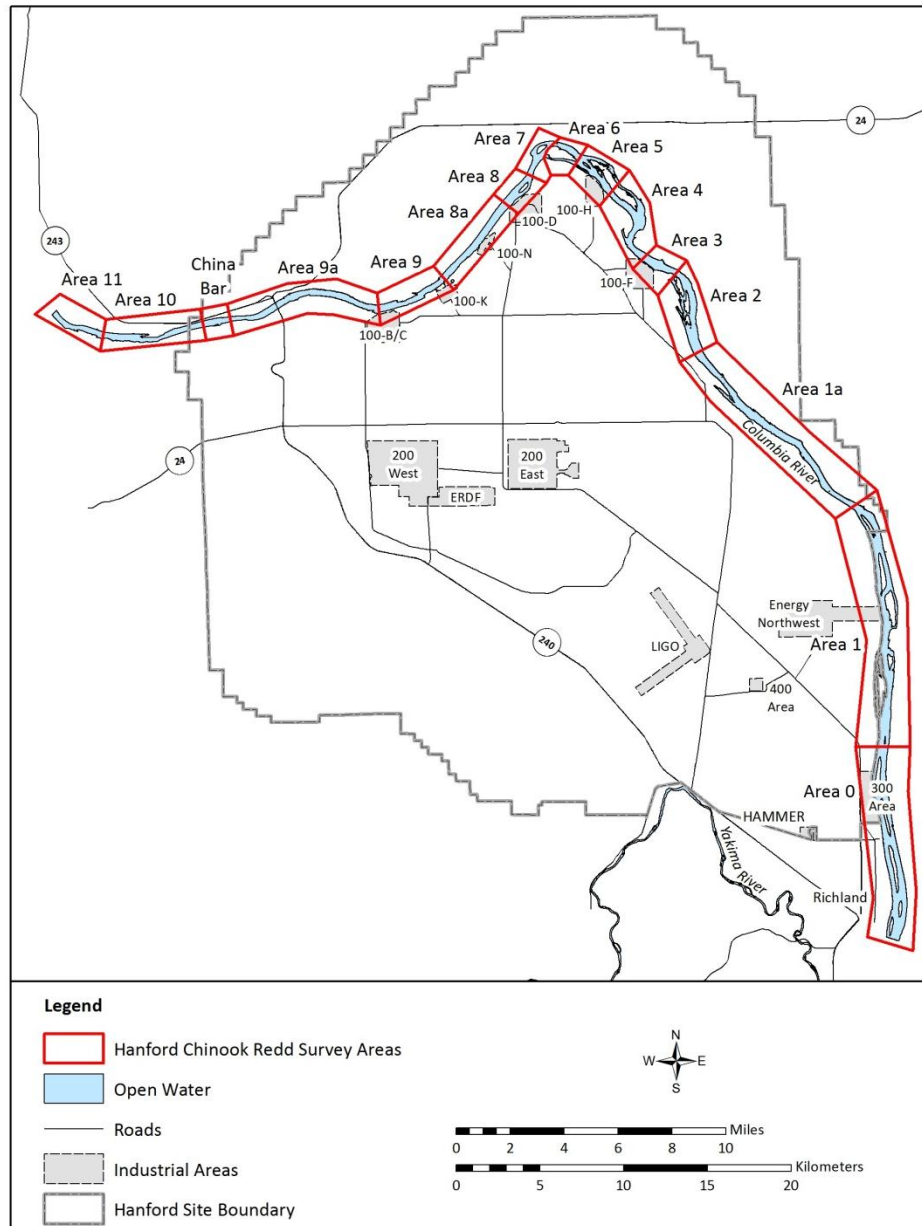 24
Area 7
Area 6
Area 5
Area 8
Area 4
Area 8a
100-H
100-D
243
100-N
Area 3
China
Bar
Area 9a
Area 9
Area 11
Area 10
100-F
Area 2
100-K
100-B/C
Area 1a
Columbia River
24
200
West
200
East
ERDF
Energy
Northwest
240
LIGO
Area 1
400
Area
Area 0
300
Area
HAMMER
Yakima River
Richland
Legend
Hanford Chinook Redd Survey Areas
Open Water
Roads
Industrial Areas
Hanford Site Boundary
N
W E
S
Miles
0 2 4 6 8 10
Kilometers
0 5 10 15 20